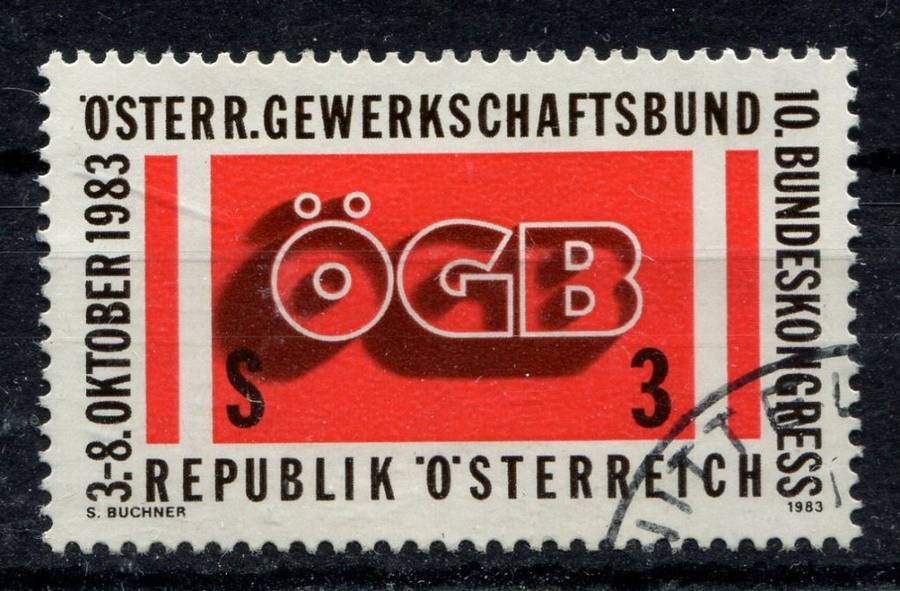 ÖSTERR.GEWERKSCHAFTSBUND
10. BUNDESKONGRESS
3-8. OKTOBER 1983
ÖGB
S 3
REPUBLIK ÖSTERREICH
S. BUCHNER
1983